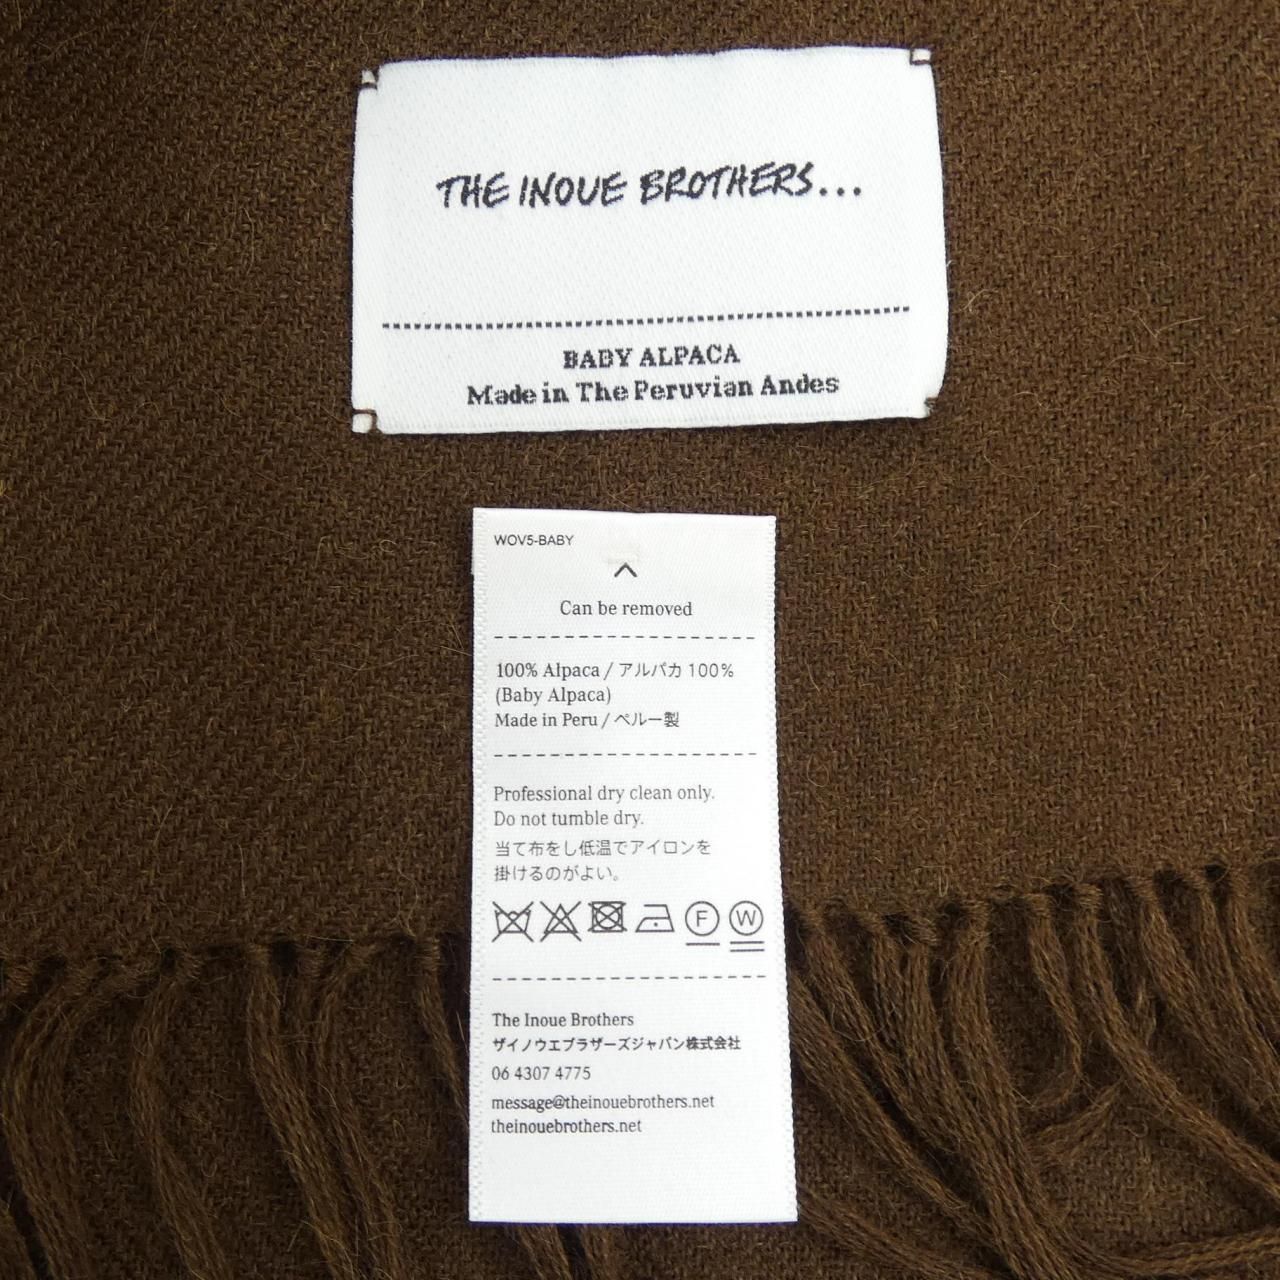 THE INOUE BROTHERS...
BABY ALPACA
Made in The Peruvian Andes
WOV5-BABY
Can be removed
100% Alpaca / アルパカ 100%
(Baby Alpaca)
Made in Peru / ペルー製
Professional dry clean only.
Do not tumble dry.
当て布をし低温でアイロンを
掛けるのがよい。
F W
The Inoue Brothers
ザイノウエブラザーズジャパン株式会社
06 4307 4775
message@theinouebrothers.net
theinouebrothers.net